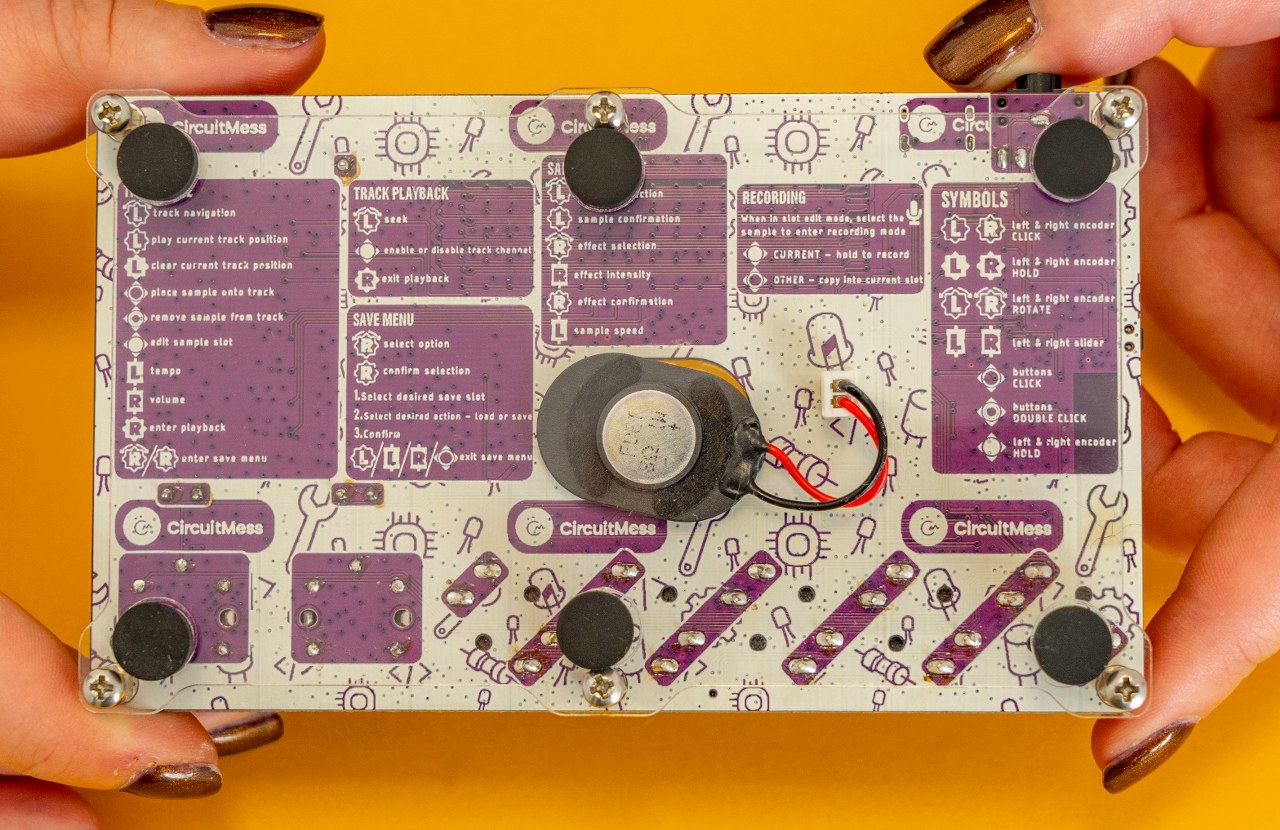 CircuitMess
CircuitMess
L track navigation
L play current track position
L clear current track position
place sample onto track
remove sample from track
edit sample slot
L tempo
R volume
R enter playback
R/R enter save menu
TRACK PLAYBACK
L seek
enable or disable track channel
R exit playback
SAVE MENU
R select option
R confirm selection
1.Select desired save slot
2.Select desired action - load or save
3.Confirm
L/L/R/ exit save menu
L
L sample confirmation
R effect selection
R effect intensity
R effect confirmation
L sample speed
RECORDING
When in slot edit mode, select the
sample to enter recording mode
CURRENT - hold to record
OTHER - copy into current slot
SYMBOLS
L R left & right encoder
CLICK
L R left & right encoder
HOLD
L R left & right encoder
ROTATE
L R left & right slider
buttons
CLICK
buttons
DOUBLE CLICK
left & right encoder
HOLD
CircuitMess
CircuitMess
CircuitMess